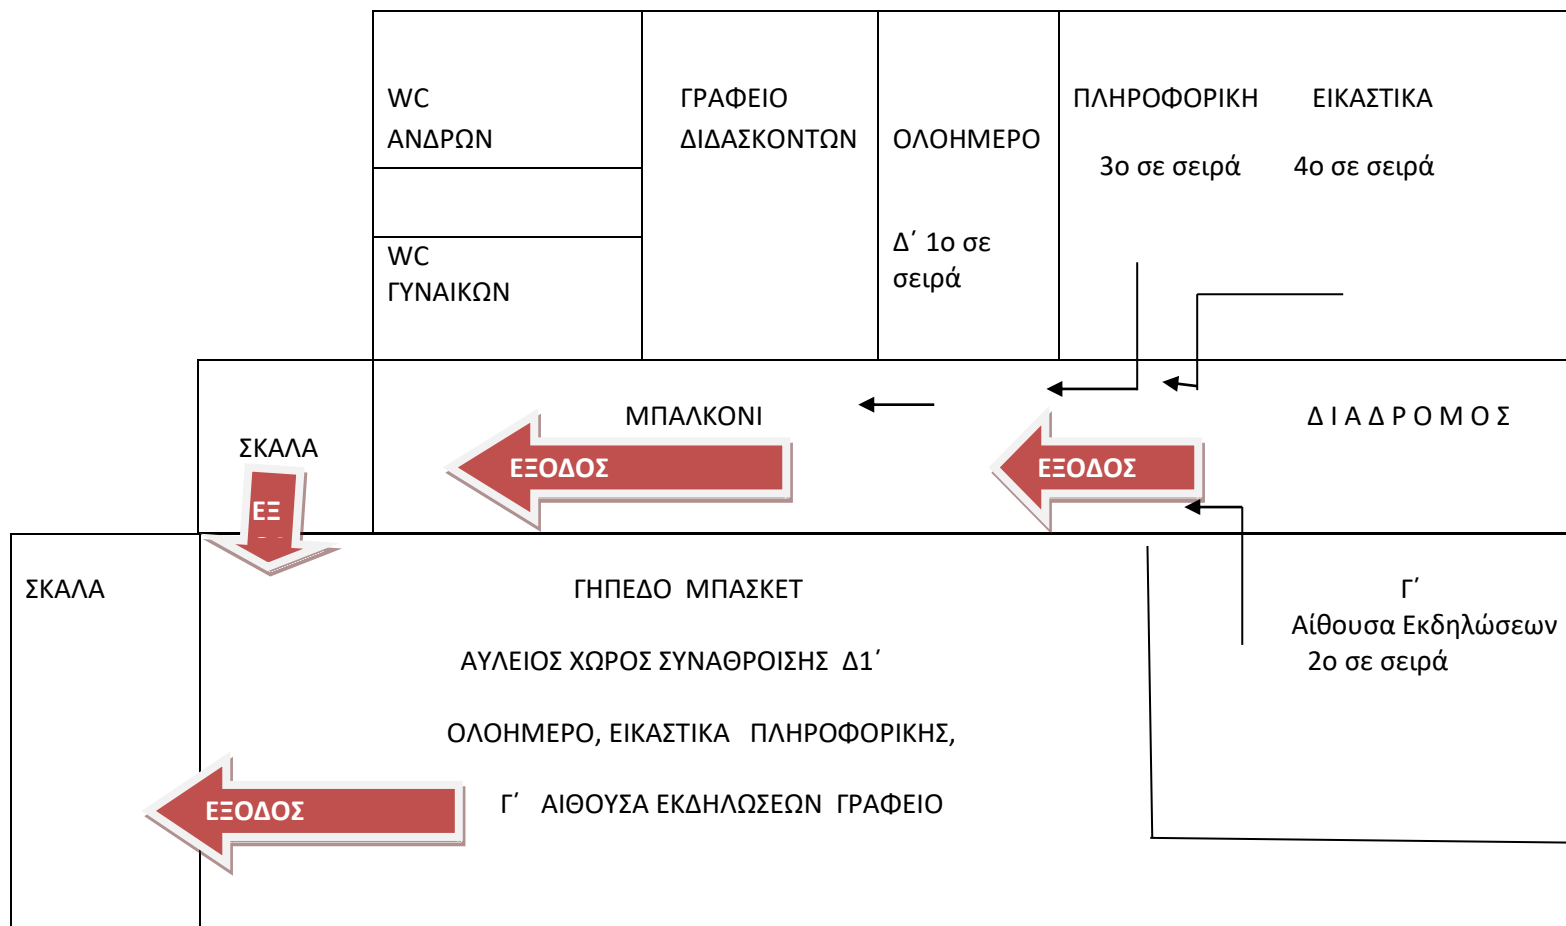 WC
ΑΝΔΡΩΝ
WC
ΓΥΝΑΙΚΩΝ
ΓΡΑΦΕΙΟ
ΔΙΔΑΣΚΟΝΤΩΝ
ΟΛΟΗΜΕΡΟ
Δ΄ 1ο σε
σειρά
ΠΛΗΡΟΦΟΡΙΚΗ ΕΙΚΑΣΤΙΚΑ
3ο σε σειρά 4ο σε σειρά
ΣΚΑΛΑ
ΕΞ
ΜΠΑΛΚΟΝΙ
ΕΞΟΔΟΣ
ΕΞΟΔΟΣ
Δ Ι Α Δ Ρ Ο Μ Ο Σ
ΣΚΑΛΑ
ΓΗΠΕΔΟ ΜΠΑΣΚΕΤ
ΑΥΛΕΙΟΣ ΧΩΡΟΣ ΣΥΝΑΘΡΟΙΣΗΣ Δ1΄
ΟΛΟΗΜΕΡΟ, ΕΙΚΑΣΤΙΚΑ ΠΛΗΡΟΦΟΡΙΚΗΣ,
Γ΄ ΑΙΘΟΥΣΑ ΕΚΔΗΛΩΣΕΩΝ ΓΡΑΦΕΙΟ
ΕΞΟΔΟΣ
Γ΄
Αίθουσα Εκδηλώσεων
2ο σε σειρά